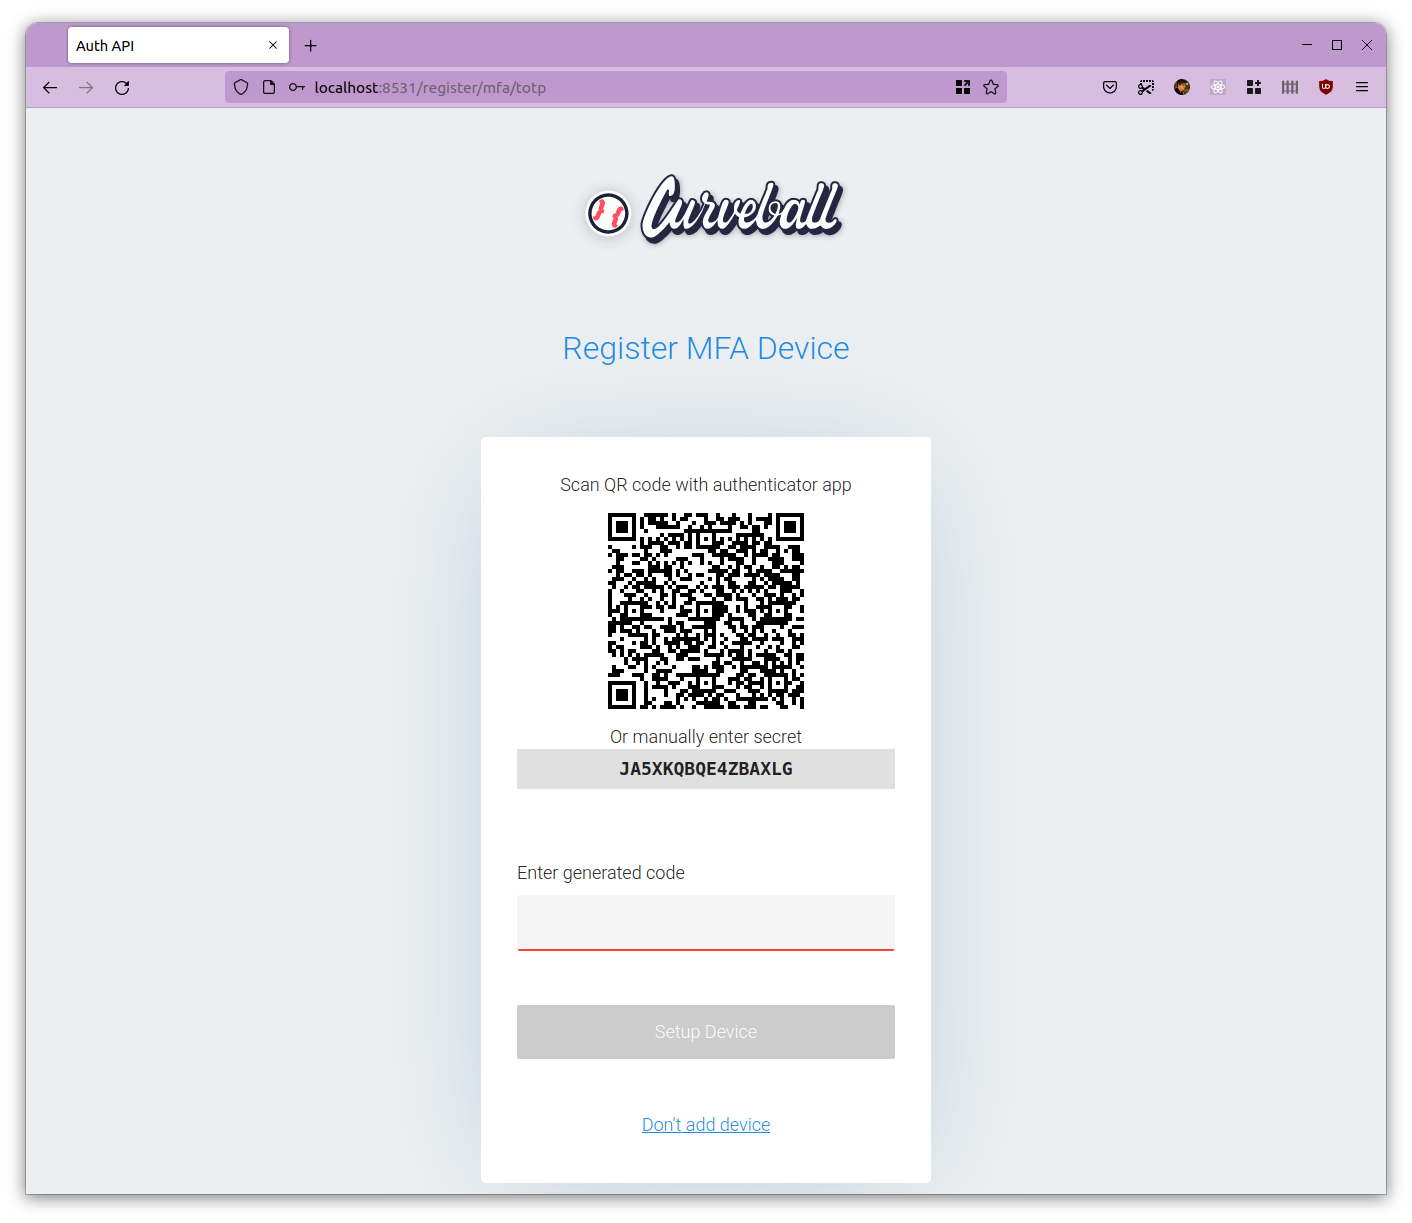 Auth API
localhost:8531/register/mfa/totp
Curveball
Register MFA Device
Scan QR code with authenticator app
Or manually enter secret
JA5XKQBQE4ZBAXLG
Enter generated code
Setup Device
Don't add device